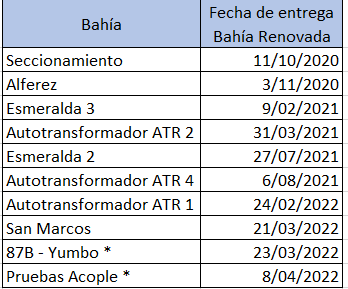 Bahía Fecha de entrega Bahía Renovada
Seccionamiento 11/10/2020
Alferez 3/11/2020
Esmeralda 3 9/02/2021
Autotransformador ATR 2 31/03/2021
Esmeralda 2 27/07/2021
Autotransformador ATR 4 6/08/2021
Autotransformador ATR 1 24/02/2022
San Marcos 21/03/2022
87B - Yumbo * 23/03/2022
Pruebas Acople * 8/04/2022